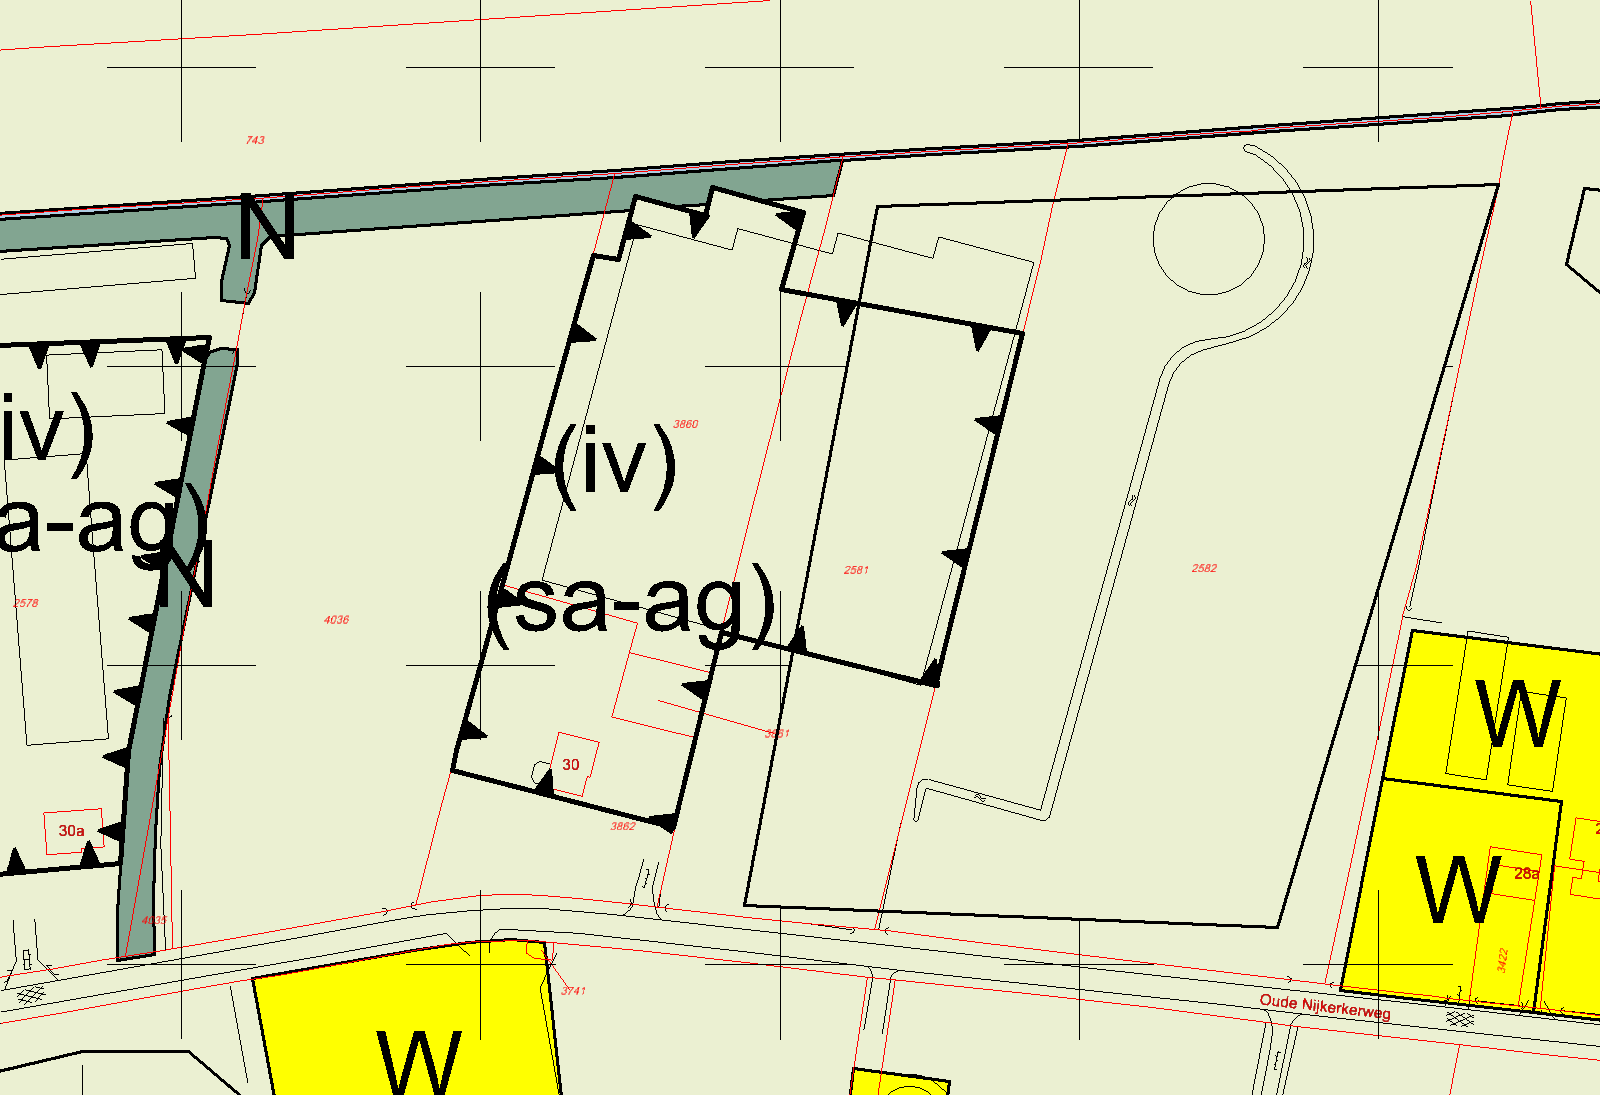 743
N
iv)
3860
(iv)
a-ag)
N
2581
2582
2578
4036
(sa-ag)
W
3861
30
30a
3862
W
28a
4035
3422
3741
Oude Nijkerkerweg
W